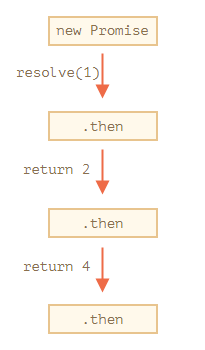 new Promise
resolve(1)
.then
return 2
.then
return 4
.then